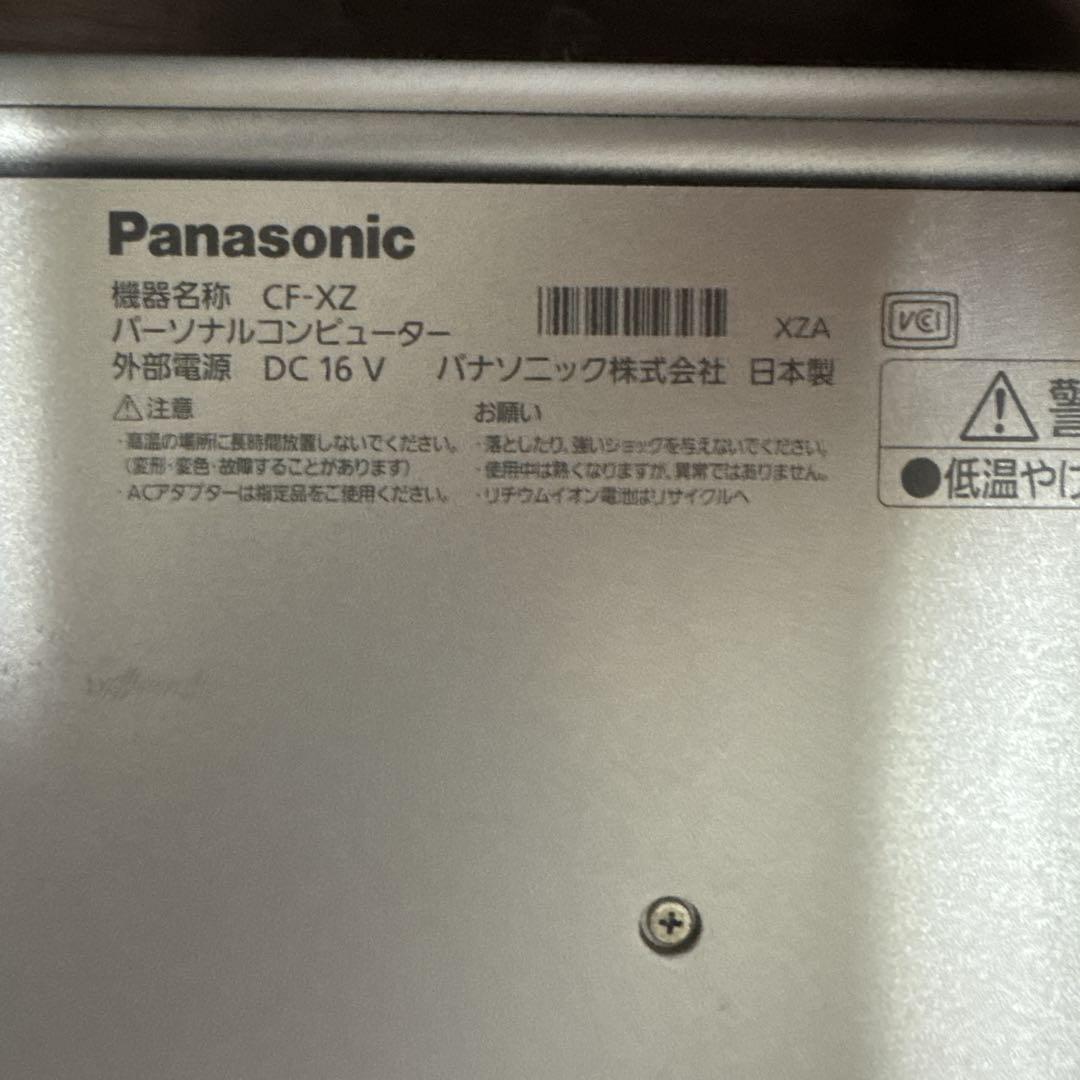 Panasonic
機器名称 CF-XZ
パーソナルコンピューター
外部電源 DC 16 V パナソニック株式会社 日本製
XZA
VCCI
⚠注意
・高温の場所に長時間放置しないでください。
(変形・変色・故障することがあります)
・ACアダプターは指定品をご使用ください。
お願い
・落としたり、強いショックを与えないでください。
・使用中は熱くなりますが、異常ではありません。
・リチウムイオン電池はリサイクルへ
⚠警
●低温やけ